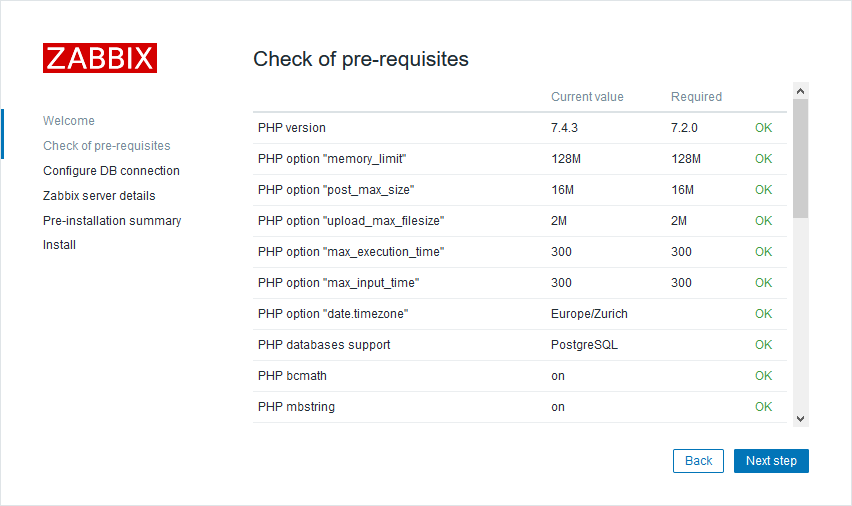 ZABBIX
Welcome
Check of pre-requisites
Configure DB connection
Zabbix server details
Pre-installation summary
Install
Check of pre-requisites
Current value Required
PHP version 7.4.3 7.2.0 OK
PHP option "memory_limit" 128M 128M OK
PHP option "post_max_size" 16M 16M OK
PHP option "upload_max_filesize" 2M 2M OK
PHP option "max_execution_time" 300 300 OK
PHP option "max_input_time" 300 300 OK
PHP option "date.timezone" Europe/Zurich OK
PHP databases support PostgreSQL OK
PHP bcmath on OK
PHP mbstring on OK
Back Next step